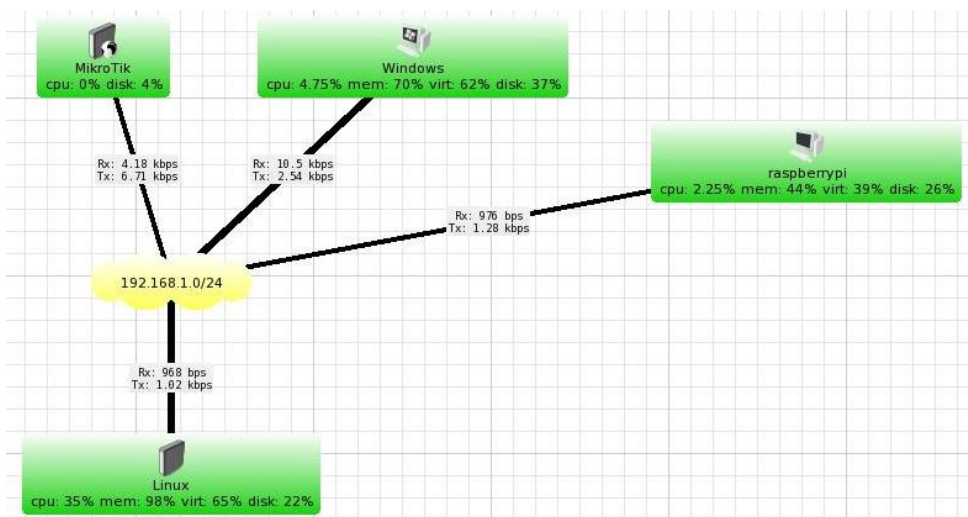 MikroTik
cpu: 0% disk: 4%
Windows
cpu: 4.75% mem: 70% virt: 62% disk: 37%
raspberrypi
cpu: 2.25% mem: 44% virt: 39% disk: 26%
Rx: 4.18 kbps
Tx: 6.71 kbps
Rx: 10.5 kbps
Tx: 2.54 kbps
Rx: 976 bps
Tx: 1.28 kbps
192.168.1.0/24
Rx: 968 bps
Tx: 1.02 kbps
Linux
cpu: 35% mem: 98% virt: 65% disk: 22%